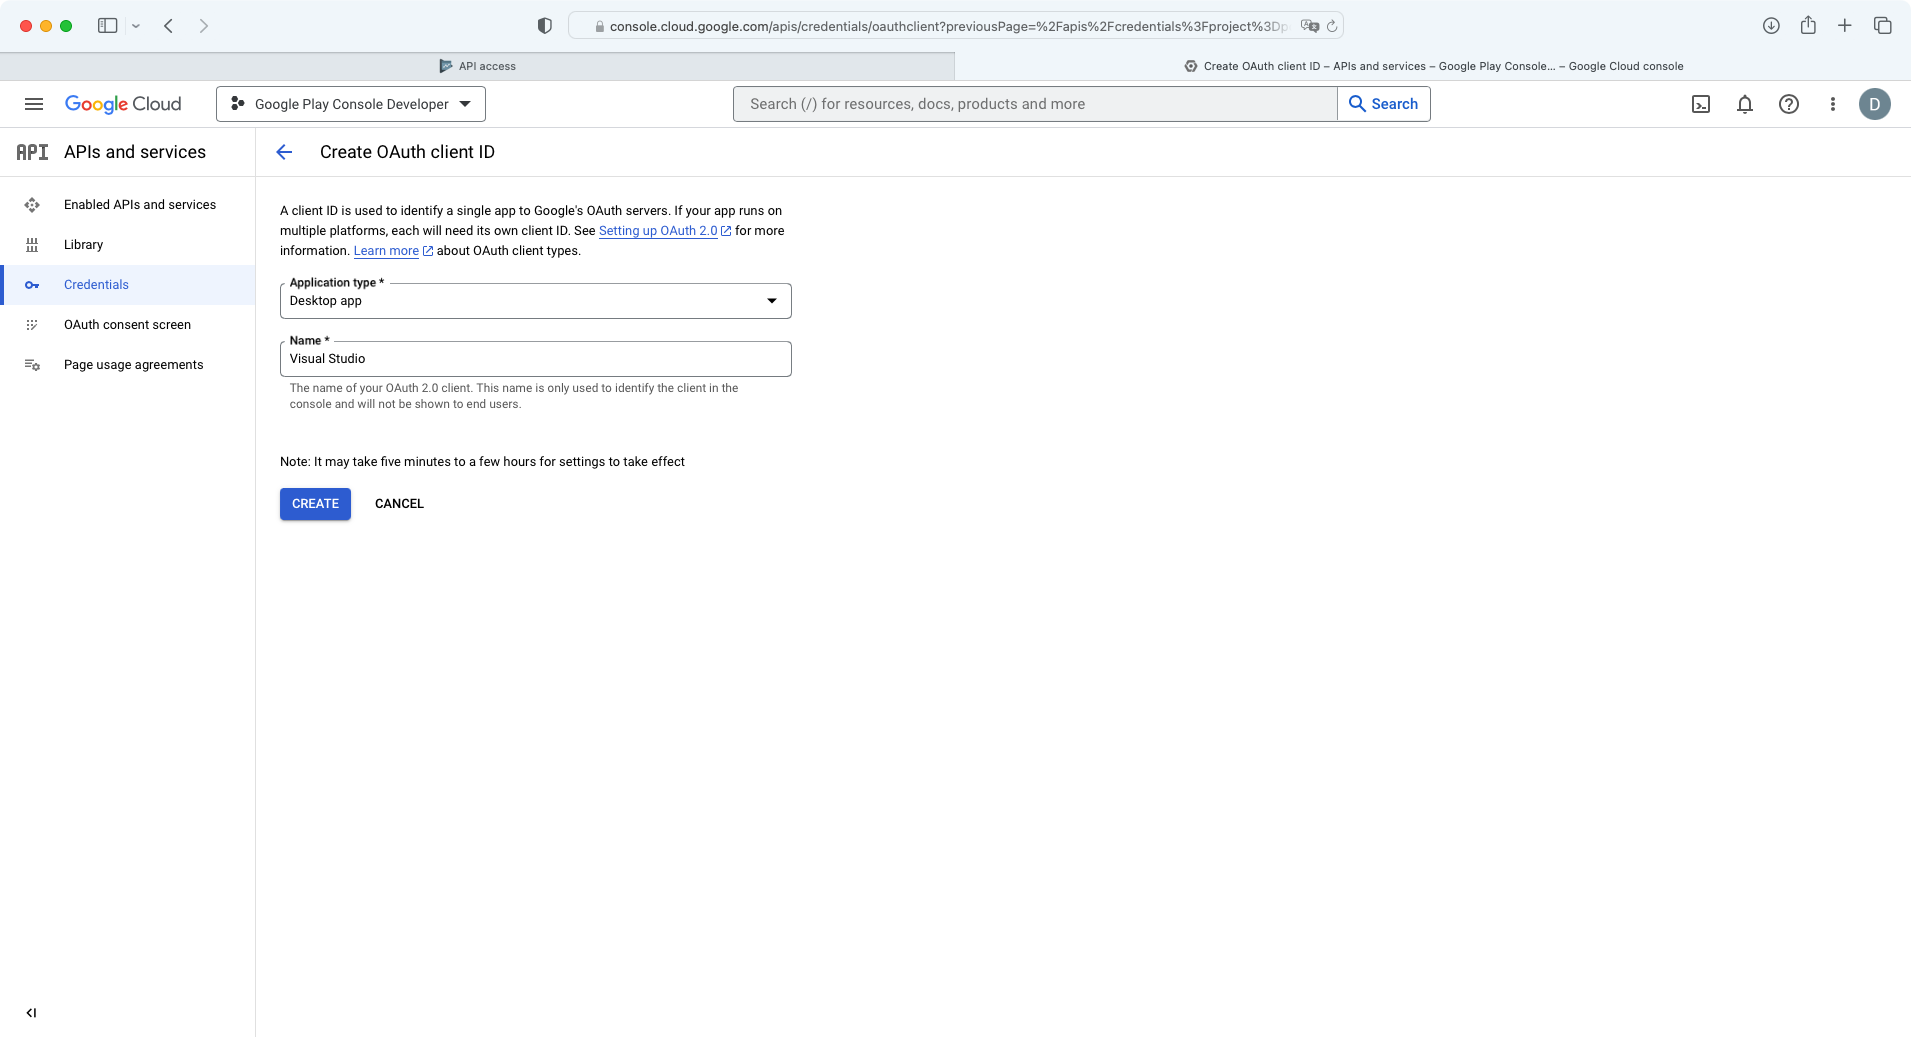 console.cloud.google.com/apis/credentials/oauthclient?previousPage=%2Fapis%2Fcredentials%3Fproject%3Dp
API access
Create OAuth client ID – APIs and services – Google Play Console... – Google Cloud console
Google Cloud
Google Play Console Developer
Search (/) for resources, docs, products and more
Search
D
API
APIs and services
Create OAuth client ID
Enabled APIs and services
Library
Credentials
OAuth consent screen
Page usage agreements
A client ID is used to identify a single app to Google's OAuth servers. If your app runs on
multiple platforms, each will need its own client ID. See Setting up OAuth 2.0 for more
information. Learn more about OAuth client types.
Application type *
Desktop app
Name *
Visual Studio
The name of your OAuth 2.0 client. This name is only used to identify the client in the
console and will not be shown to end users.
Note: It may take five minutes to a few hours for settings to take effect
CREATE
CANCEL